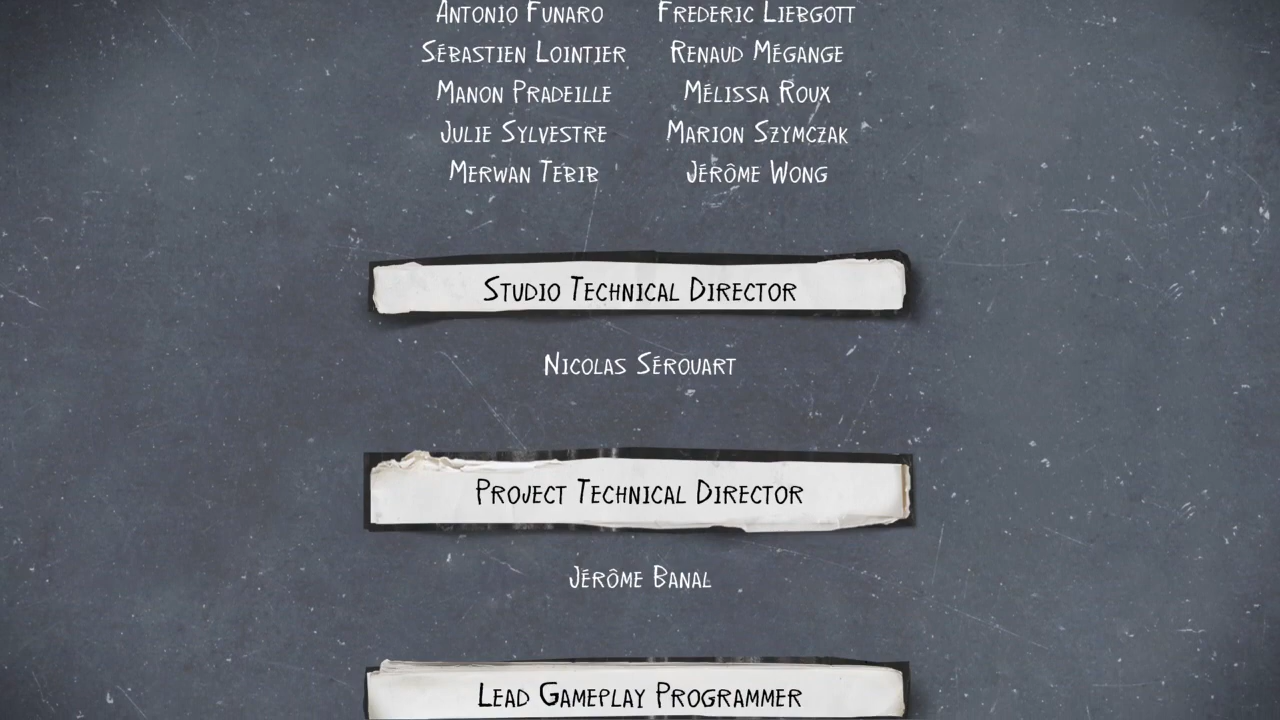 Antonio Funaro Frederic Liebgott
Sébastien Lointier Renaud Mégange
Manon Pradeille Mélissa Roux
Julie Sylvestre Marion Szymczak
Merwan Tebib Jérôme Wong
Studio Technical Director
Nicolas Sérouart
Project Technical Director
Jérôme Banal
Lead Gameplay Programmer